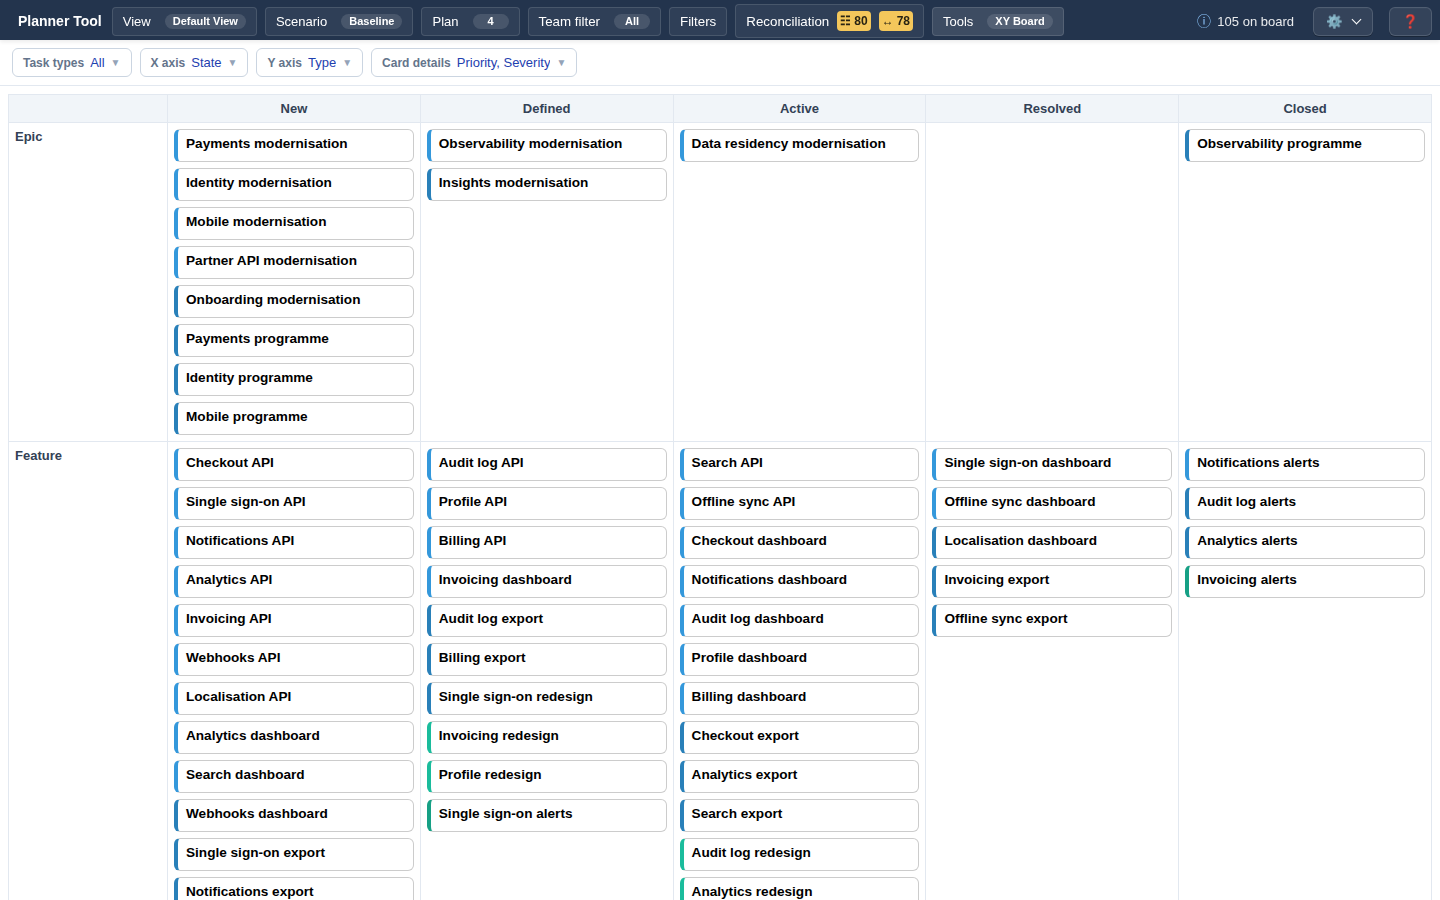 Planner Tool View Default View Scenario Baseline Plan 4 Team filter All Filters Reconciliation 80 ↔ 78 Tools XY Board 105 on board
Task types All X axis State Y axis Type Card details Priority, Severity
New Defined Active Resolved Closed
Epic
Payments modernisation
Identity modernisation
Mobile modernisation
Partner API modernisation
Onboarding modernisation
Payments programme
Identity programme
Mobile programme
Observability modernisation
Insights modernisation
Data residency modernisation
Observability programme
Feature
Checkout API
Single sign-on API
Notifications API
Analytics API
Invoicing API
Webhooks API
Localisation API
Analytics dashboard
Search dashboard
Webhooks dashboard
Single sign-on export
Notifications export
Audit log API
Profile API
Billing API
Invoicing dashboard
Audit log export
Billing export
Single sign-on redesign
Invoicing redesign
Profile redesign
Single sign-on alerts
Search API
Offline sync API
Checkout dashboard
Notifications dashboard
Audit log dashboard
Profile dashboard
Billing dashboard
Checkout export
Analytics export
Search export
Audit log redesign
Analytics redesign
Single sign-on dashboard
Offline sync dashboard
Localisation dashboard
Invoicing export
Offline sync export
Notifications alerts
Audit log alerts
Analytics alerts
Invoicing alerts